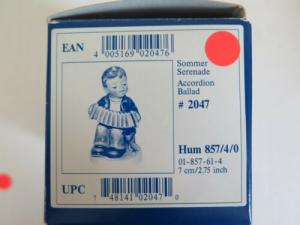 EAN
4 005169 020476
Sommer
Serenade
Accordion
Ballad
# 2047
Hum 857/4/0
01-857-61-4
7 cm/2.75 inch
UPC
7 48141 02047 0